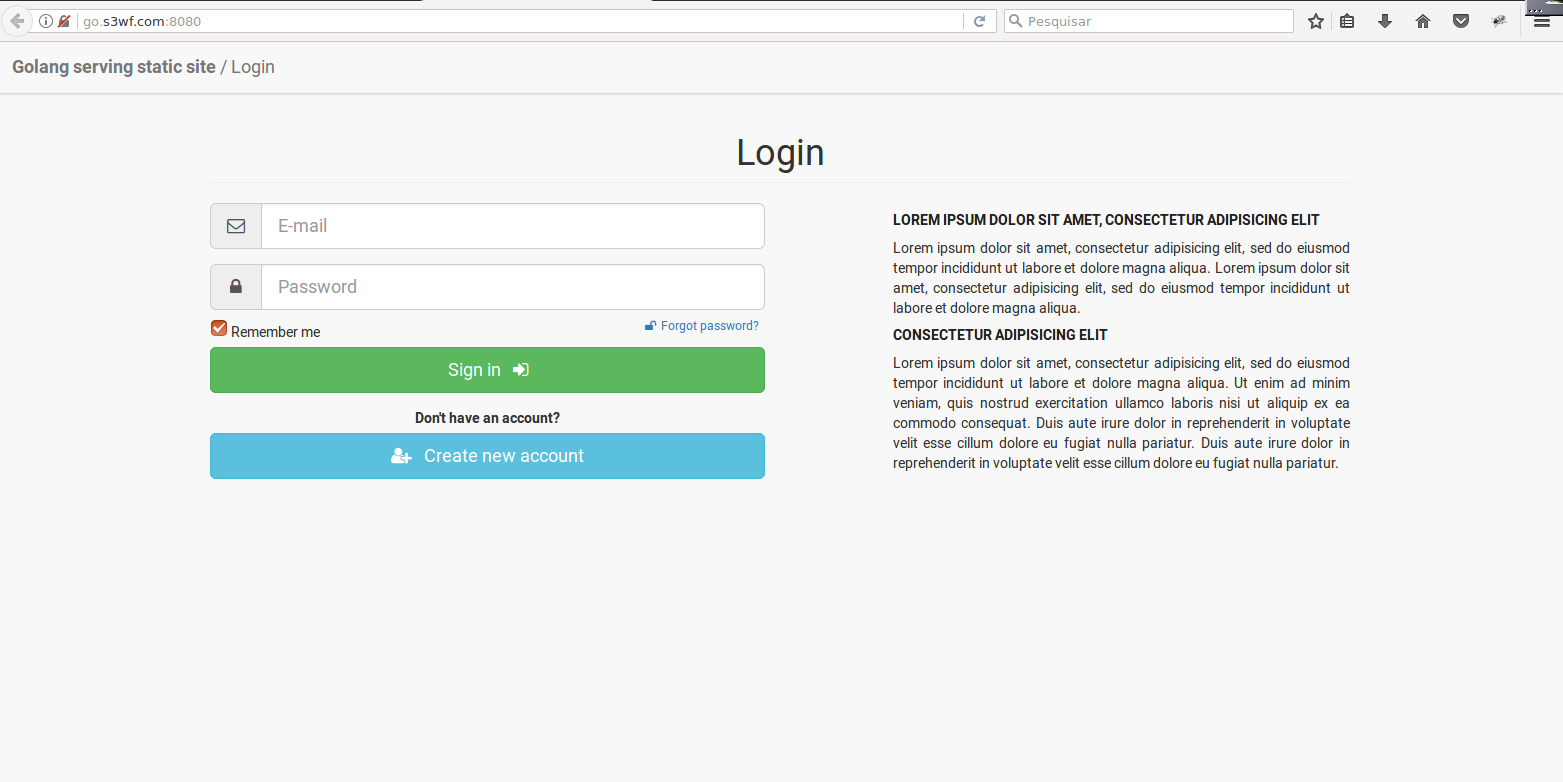 go.s3wf.com:8080
Pesquisar
Golang serving static site / Login
Login
E-mail
Password
Remember me
Forgot password?
Sign in
Don't have an account?
Create new account
LOREM IPSUM DOLOR SIT AMET, CONSECTETUR ADIPISICING ELIT
Lorem ipsum dolor sit amet, consectetur adipisicing elit, sed do eiusmod
tempor incididunt ut labore et dolore magna aliqua. Lorem ipsum dolor sit
amet, consectetur adipisicing elit, sed do eiusmod tempor incididunt ut
labore et dolore magna aliqua.
CONSECTETUR ADIPISICING ELIT
Lorem ipsum dolor sit amet, consectetur adipisicing elit, sed do eiusmod
tempor incididunt ut labore et dolore magna aliqua. Ut enim ad minim
veniam, quis nostrud exercitation ullamco laboris nisi ut aliquip ex ea
commodo consequat. Duis aute irure dolor in reprehenderit in voluptate
velit esse cillum dolore eu fugiat nulla pariatur. Duis aute irure dolor in
reprehenderit in voluptate velit esse cillum dolore eu fugiat nulla pariatur.